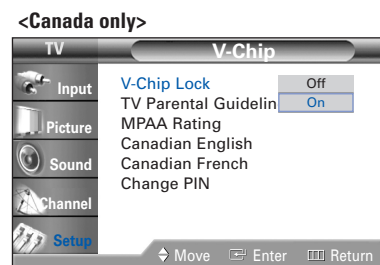 <Canada only>
TV
V-Chip
Input
Picture
Sound
Channel
Setup
V-Chip Lock Off
TV Parental Guidelin On
MPAA Rating
Canadian English
Canadian French
Change PIN
Move Enter Return